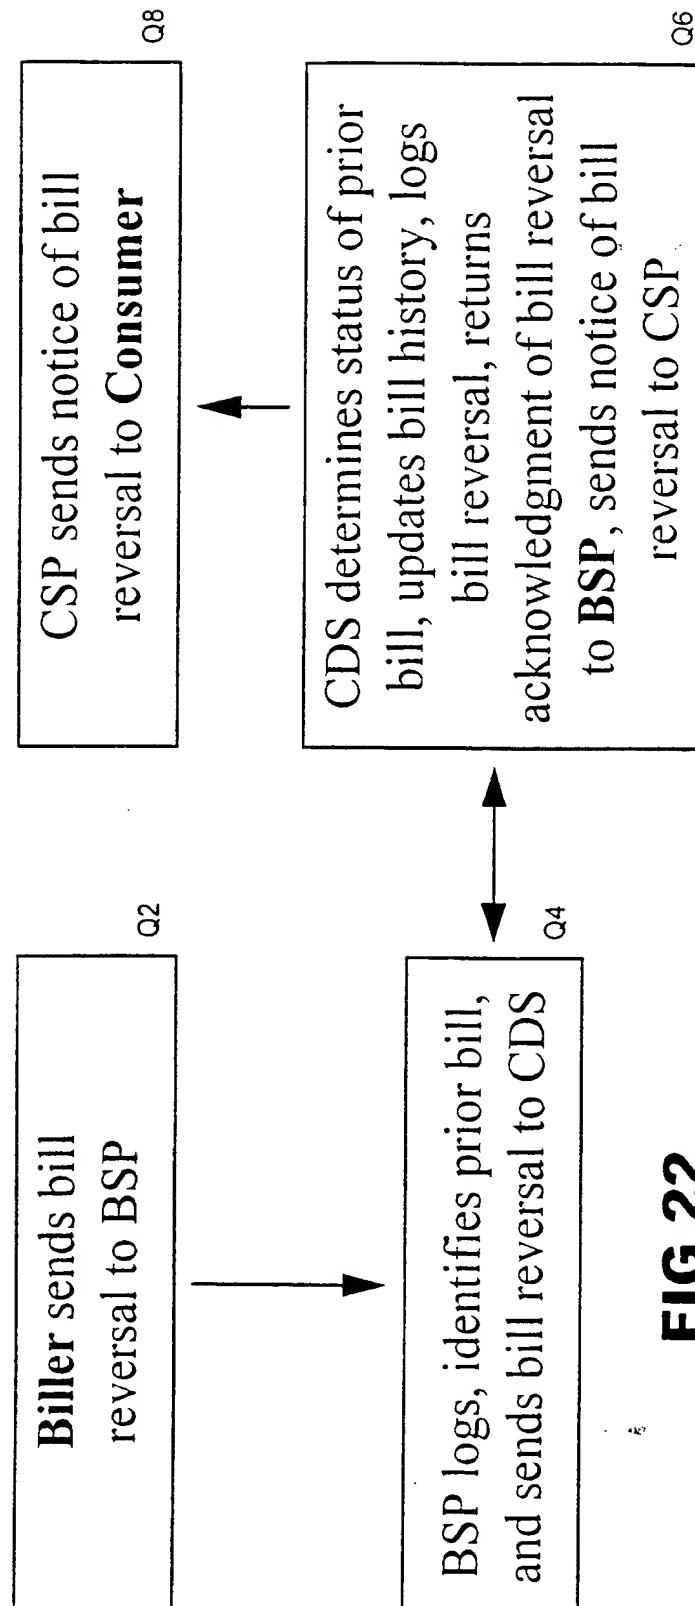 Biller sends bill
reversal to BSP
Q2
BSP logs, identifies prior bill,
and sends bill reversal to CDS
Q4
CDS determines status of prior
bill, updates bill history, logs
bill reversal, returns
acknowledgment of bill reversal
to BSP, sends notice of bill
reversal to CSP
Q6
CSP sends notice of bill
reversal to Consumer
Q8
FIG 22